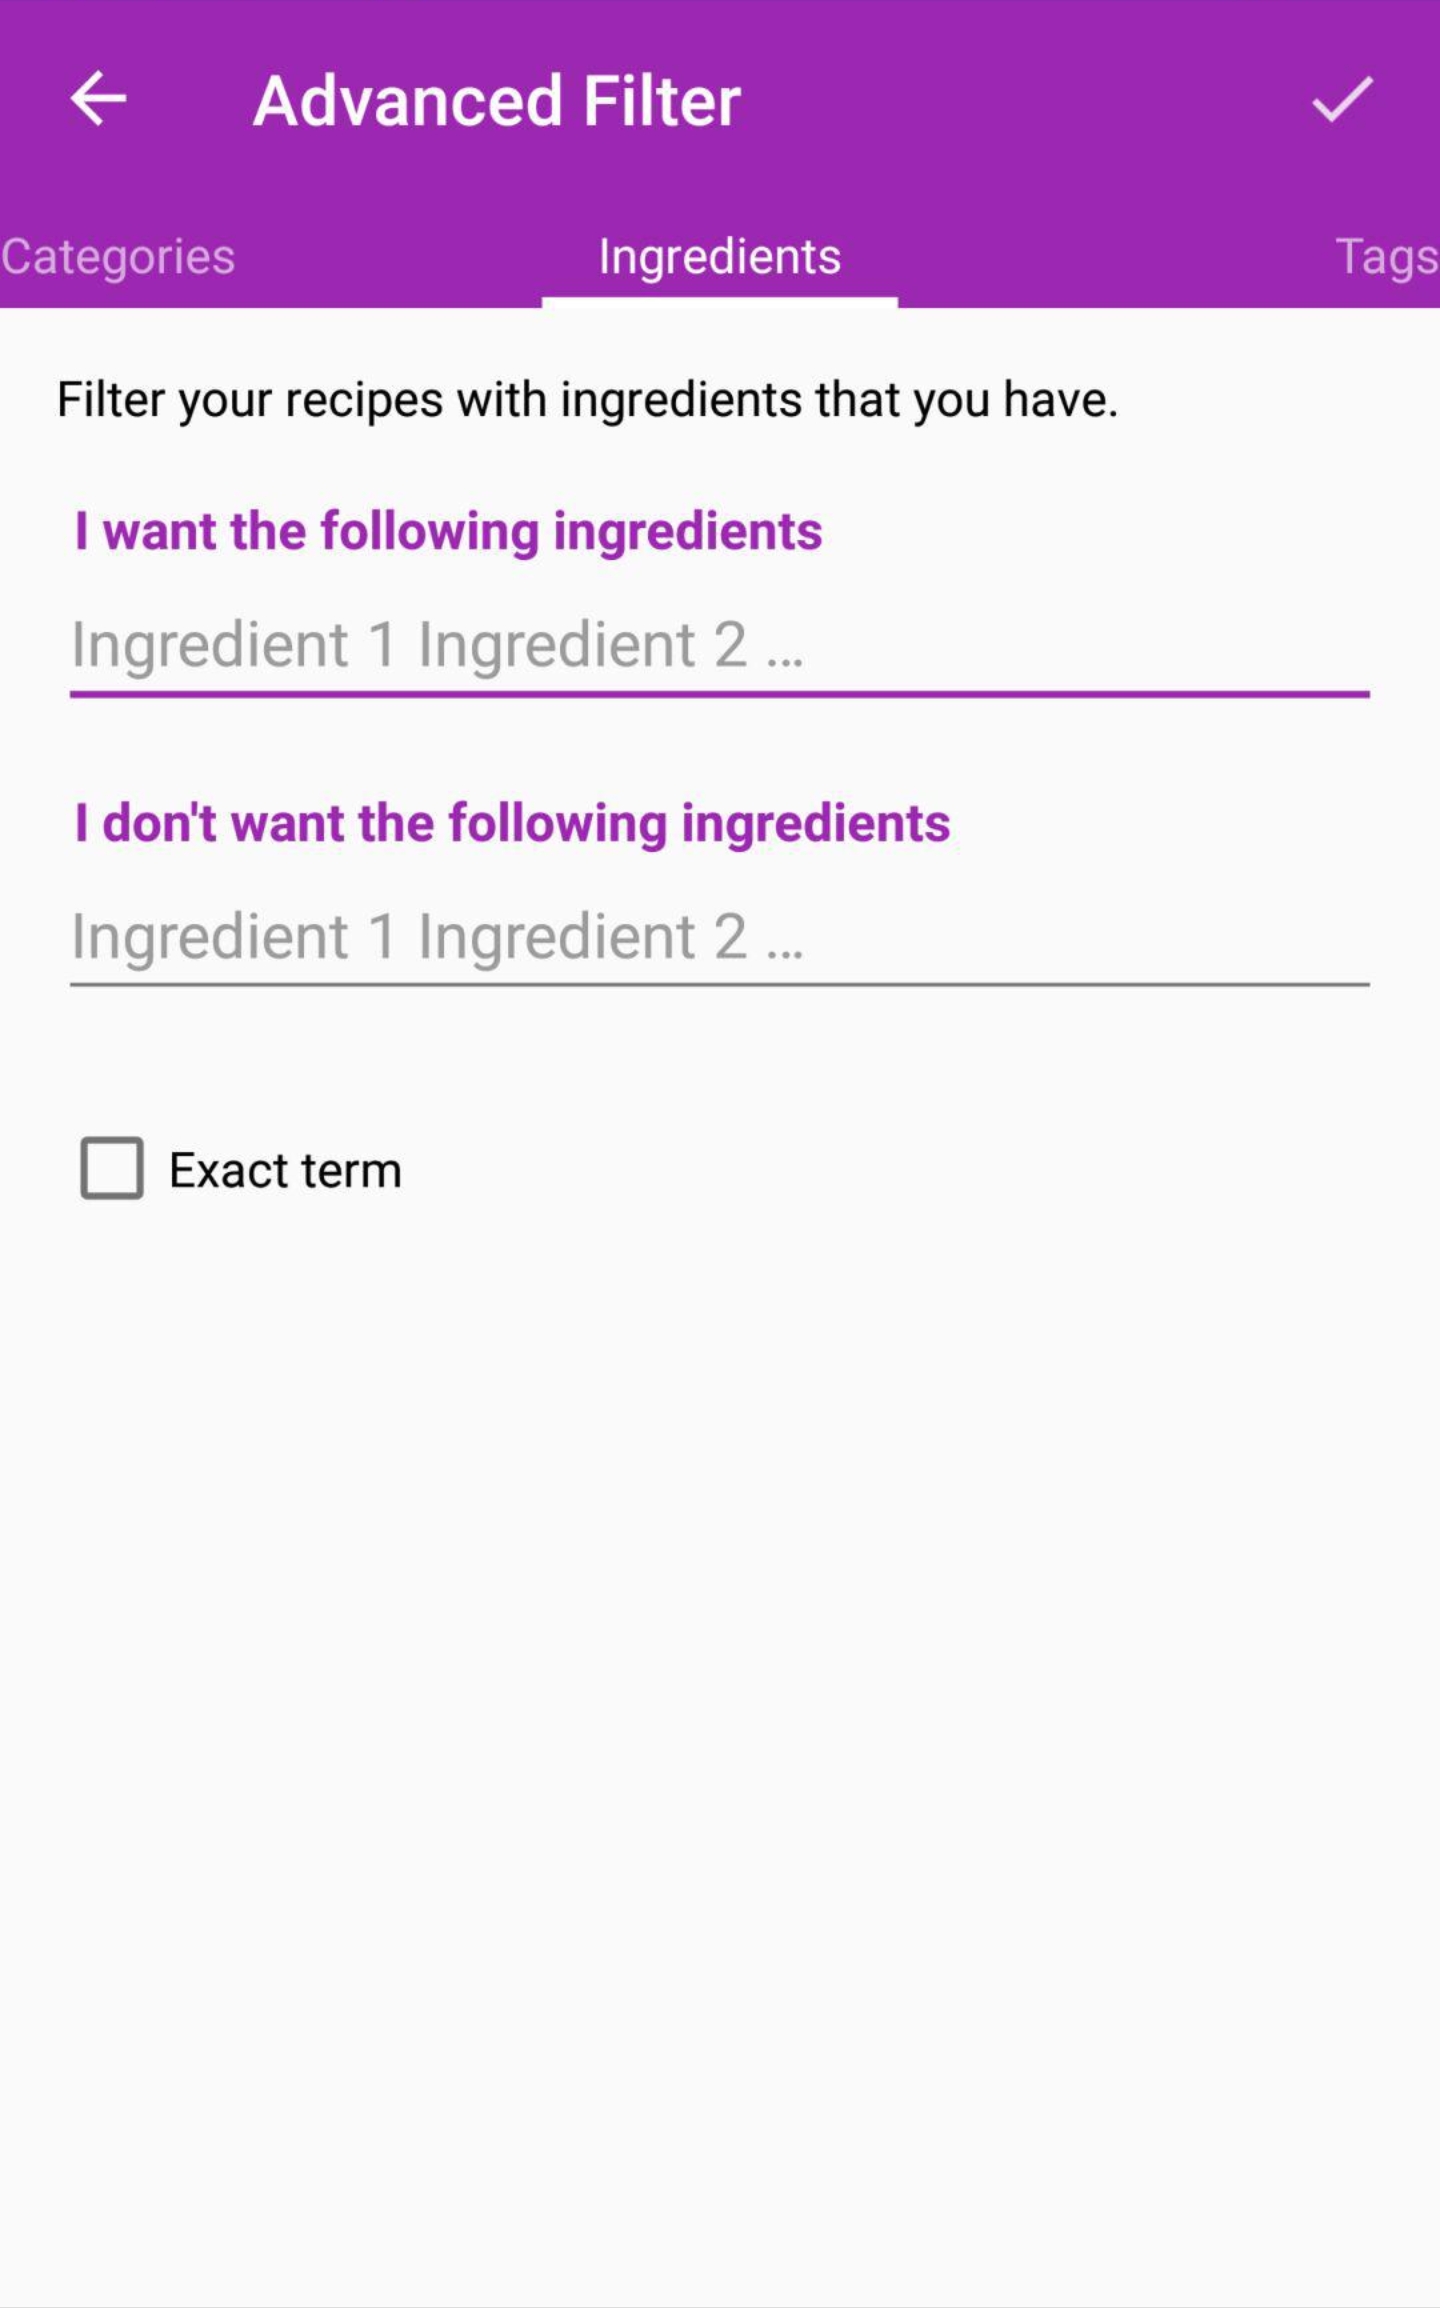 Advanced Filter
Categories Ingredients Tags
Filter your recipes with ingredients that you have.
I want the following ingredients
Ingredient 1 Ingredient 2 ...
I don't want the following ingredients
Ingredient 1 Ingredient 2 ...
Exact term